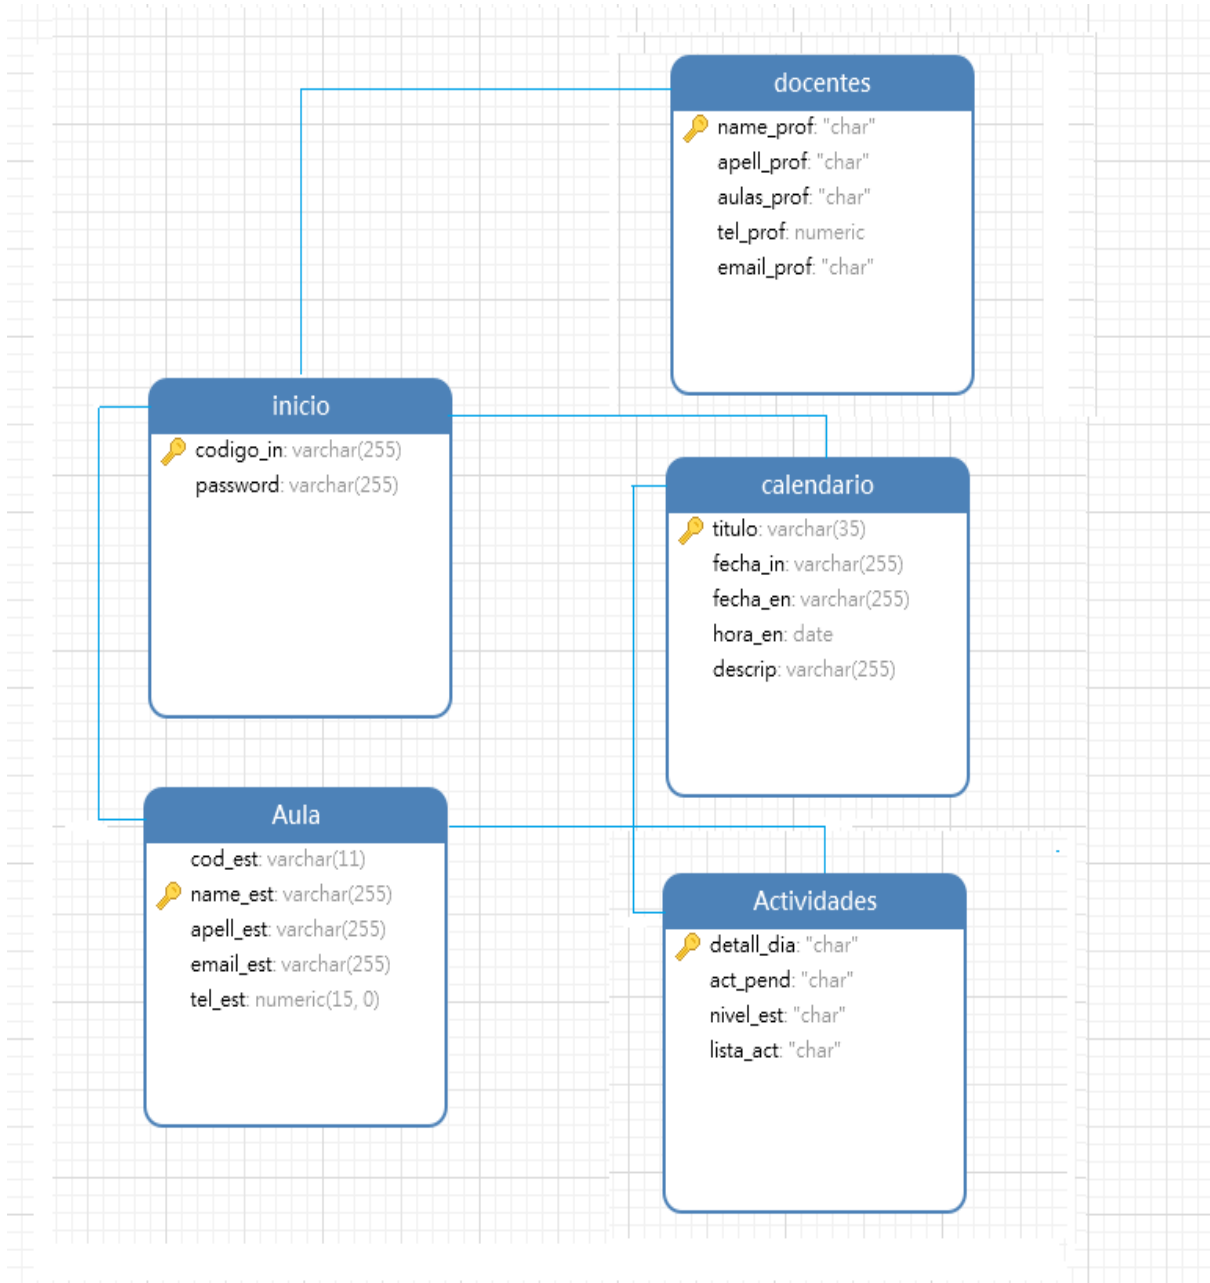 docentes
name_prof: "char"
apell_prof: "char"
aulas_prof: "char"
tel_prof: numeric
email_prof: "char"
inicio
codigo_in: varchar(255)
password: varchar(255)
calendario
titulo: varchar(35)
fecha_in: varchar(255)
fecha_en: varchar(255)
hora_en: date
descrip: varchar(255)
Aula
cod_est: varchar(11)
name_est: varchar(255)
apell_est: varchar(255)
email_est: varchar(255)
tel_est: numeric(15, 0)
Actividades
detall_dia: "char"
act_pend: "char"
nivel_est: "char"
lista_act: "char"